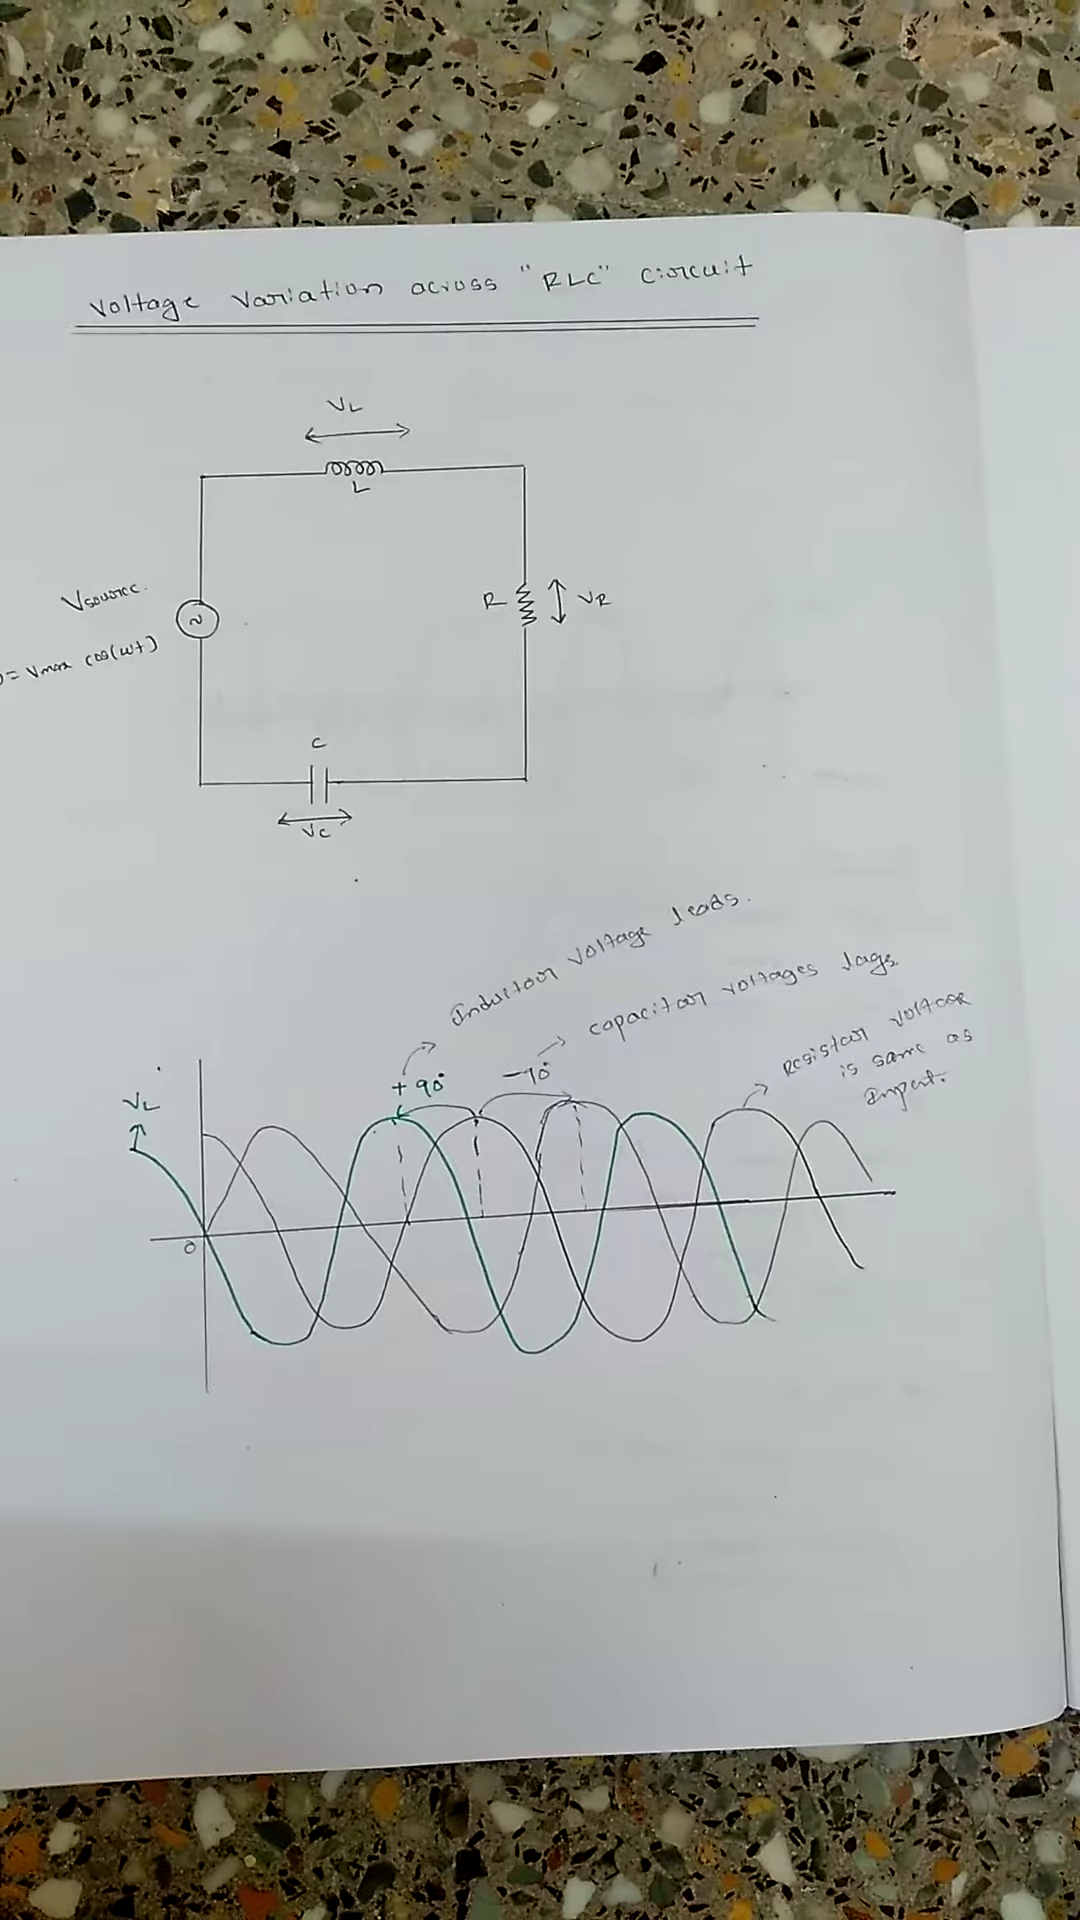 Voltage Variation across "RLC" circuit
VL
L
Vsource.
~
= Vmax cos(wt)
R
VR
C
VC
Inductor voltage leads.
capacitor voltages lags
Resistor voltage
is same as
Input.
+90°
-90°
VL
0